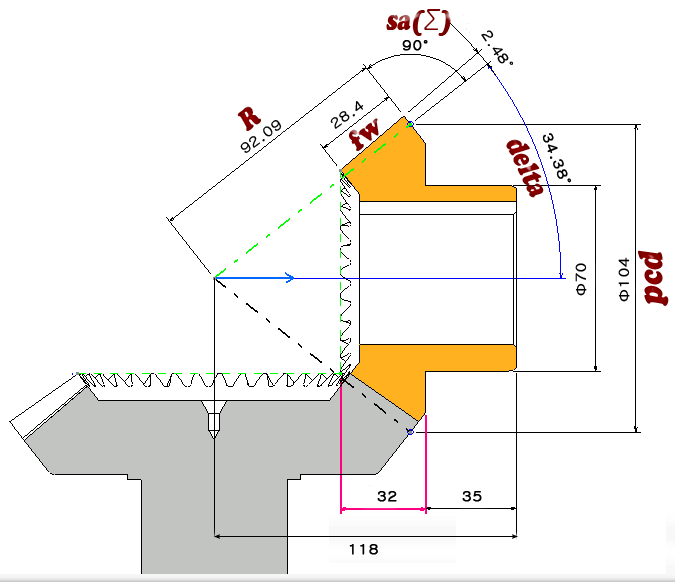 sa(Σ)
90°
2.48°
R
92.09
28.4
fw
delta
34.38°
Φ70
Φ104
pcd
32
35
118